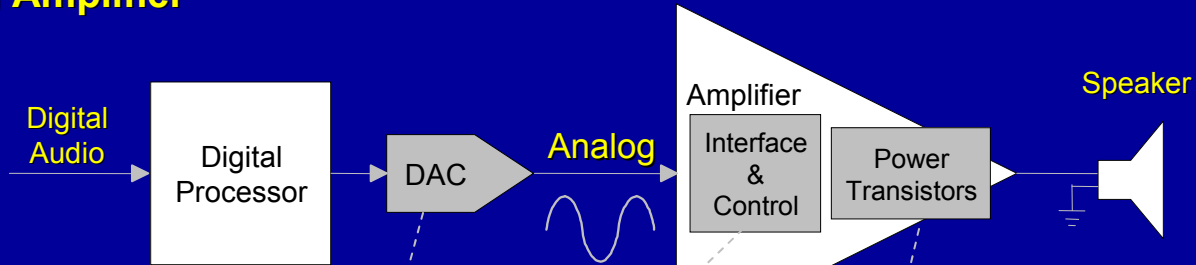 Amplifier
Digital
Audio
Digital
Processor
DAC
Analog
Amplifier
Interface
&
Control
Power
Transistors
Speaker